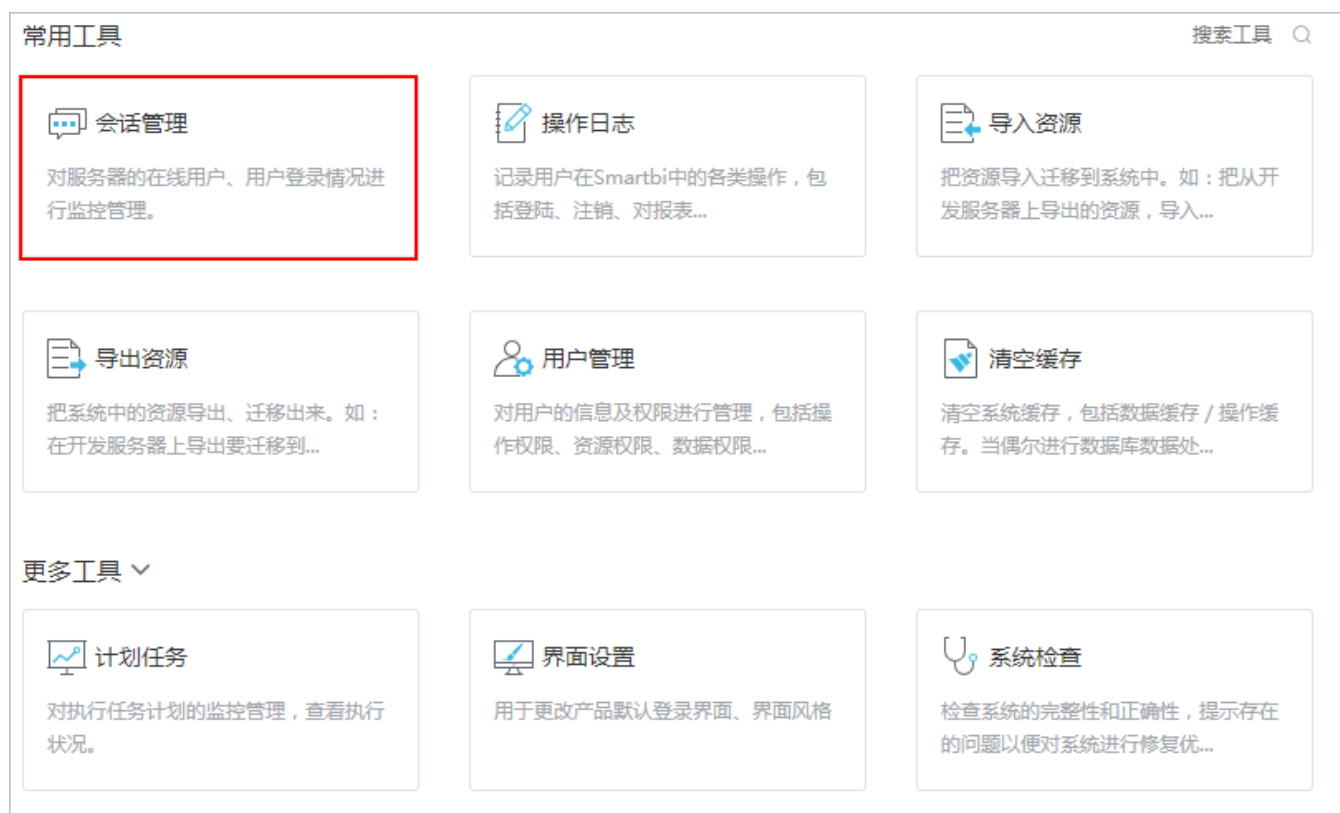 常用工具
搜索工具
会话管理
对服务器的在线用户、用户登录情况进
行监控管理。
操作日志
记录用户在Smartbi中的各类操作，包
括登陆、注销、对报表...
导入资源
把资源导入迁移到系统中。如：把从开
发服务器上导出的资源，导入...
导出资源
把系统中的资源导出、迁移出来。如：
在开发服务器上导出要迁移到...
用户管理
对用户的信息及权限进行管理，包括操
作权限、资源权限、数据权限...
清空缓存
清空系统缓存，包括数据缓存 / 操作缓
存。当偶尔进行数据库数据处...
更多工具
计划任务
对执行任务计划的监控管理，查看执行
状况。
界面设置
用于更改产品默认登录界面、界面风格
系统检查
检查系统的完整性和正确性，提示存在
的问题以便对系统进行修复优...